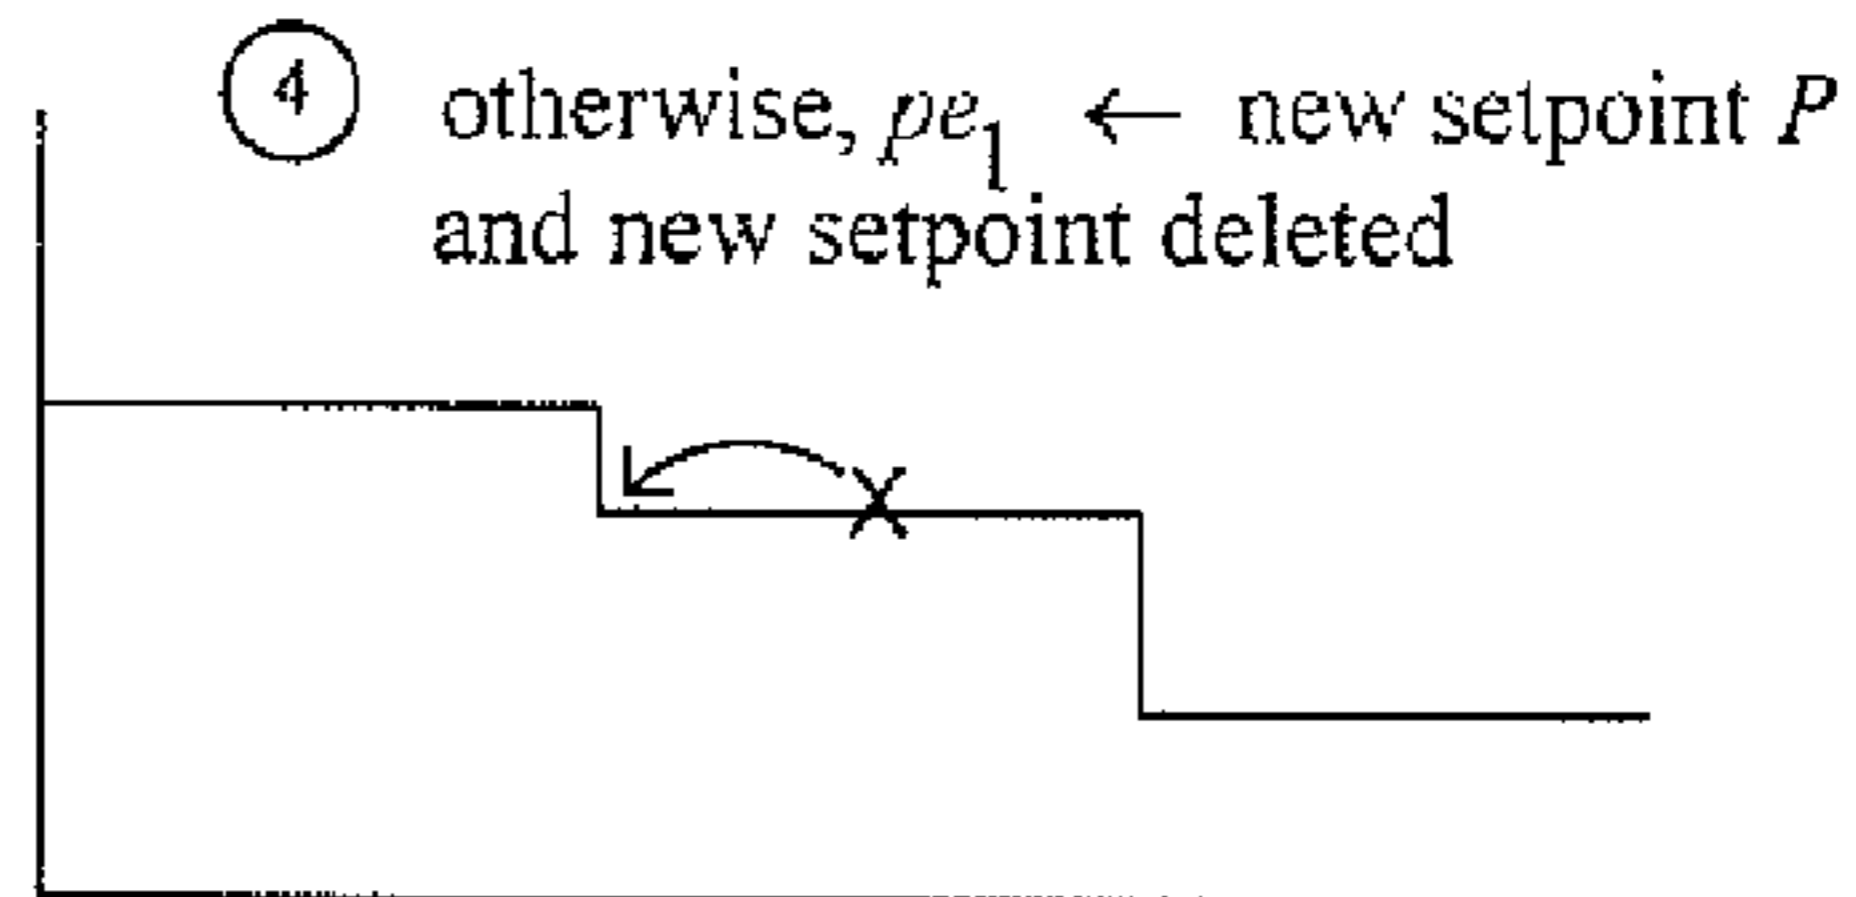 ④ otherwise, pe₁ ← new setpoint P
and new setpoint deleted